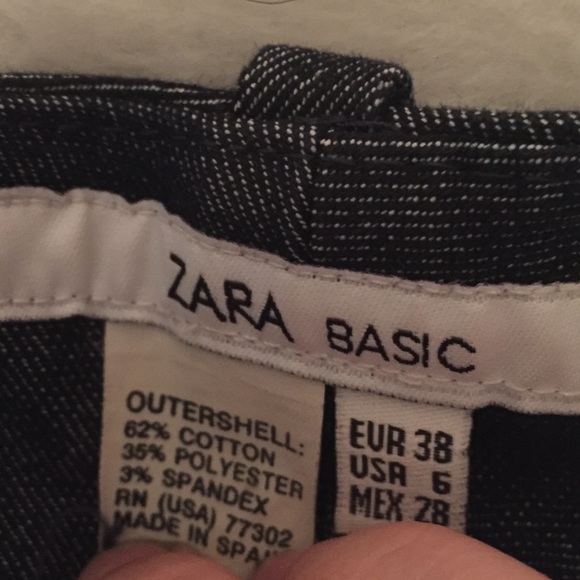 ZARA BASIC
OUTERSHELL:
62% COTTON
35% POLYESTER
3% SPANDEX
RN (USA) 77302
MADE IN SPAI
EUR 38
USA 6
MEX 28